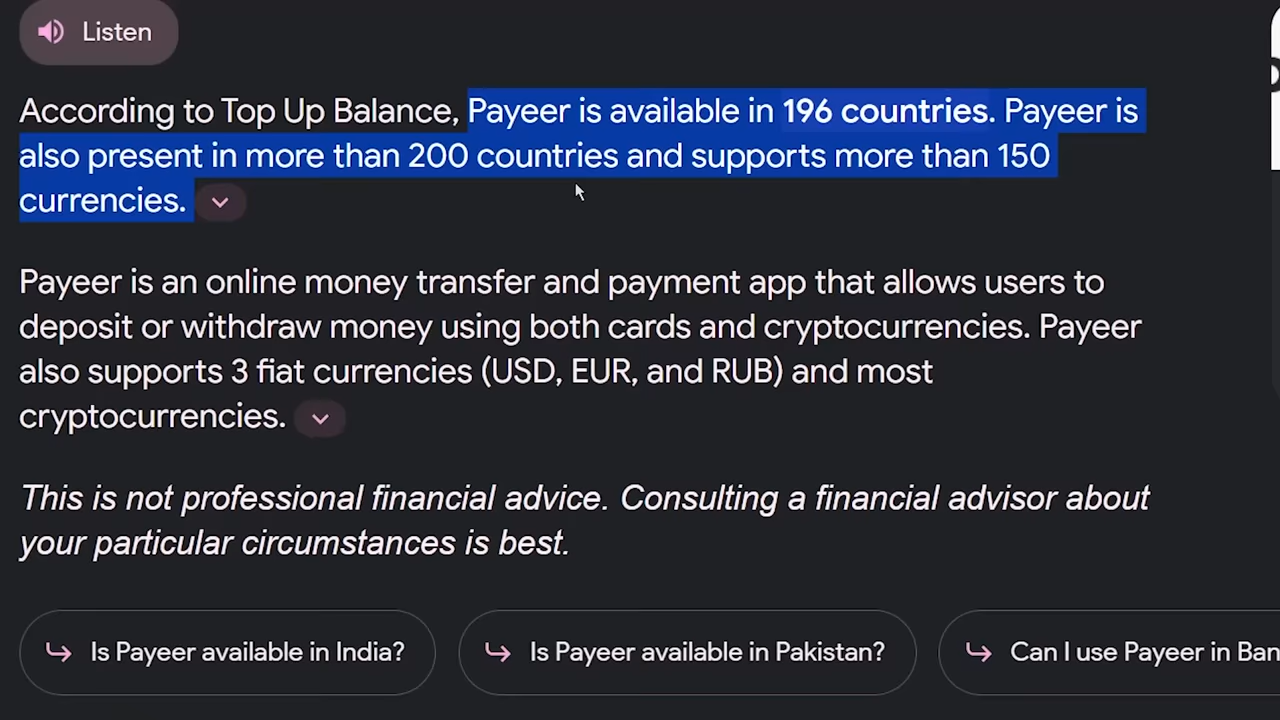 Listen
According to Top Up Balance, Payeer is available in 196 countries. Payeer is
also present in more than 200 countries and supports more than 150
currencies.
Payeer is an online money transfer and payment app that allows users to
deposit or withdraw money using both cards and cryptocurrencies. Payeer
also supports 3 fiat currencies (USD, EUR, and RUB) and most
cryptocurrencies.
This is not professional financial advice. Consulting a financial advisor about
your particular circumstances is best.
Is Payeer available in India?
Is Payeer available in Pakistan?
Can I use Payeer in Ban